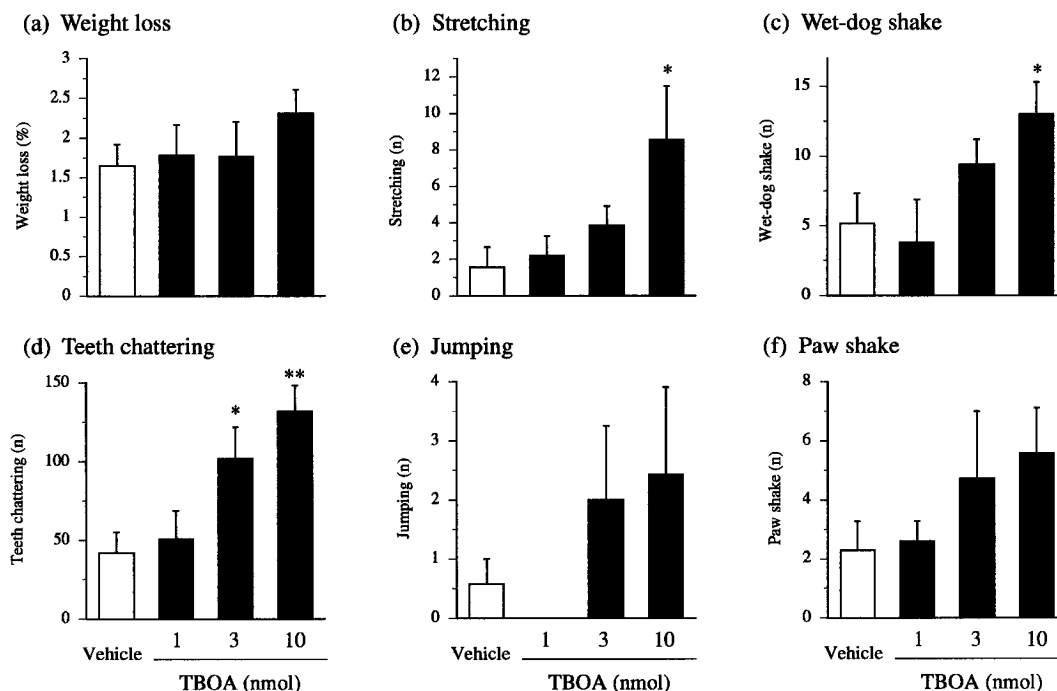 (a) Weight loss
3
2.5
2
1.5
1
0.5
0
Weight loss (%)
(b) Stretching
12
10
8
6
4
2
0
Stretching (n)
*
(c) Wet-dog shake
15
10
5
0
Wet-dog shake (n)
*
(d) Teeth chattering
150
100
50
0
Teeth chattering (n)
*
**
Vehicle
1
3
10
TBOA (nmol)
(e) Jumping
4
3
2
1
0
Jumping (n)
Vehicle
1
3
10
TBOA (nmol)
(f) Paw shake
8
6
4
2
0
Paw shake (n)
Vehicle
1
3
10
TBOA (nmol)